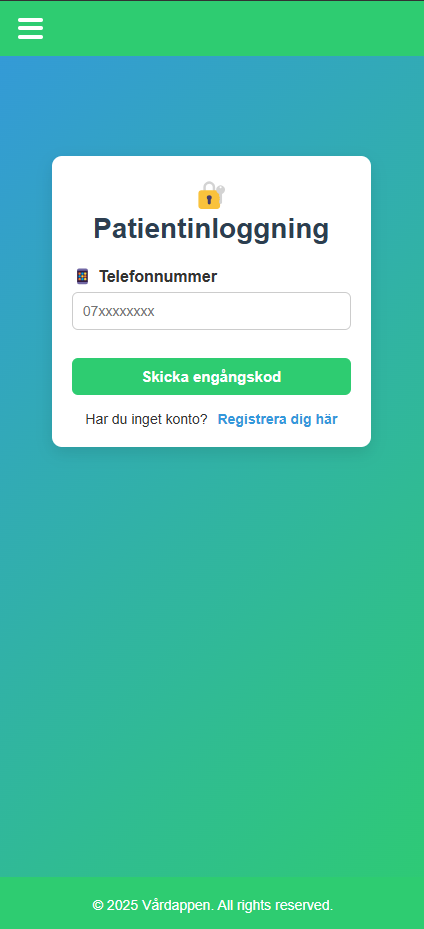 Patientinloggning
Telefonnummer
07xxxxxxxx
Skicka engångskod
Har du inget konto? Registrera dig här
© 2025 Vårdappen. All rights reserved.